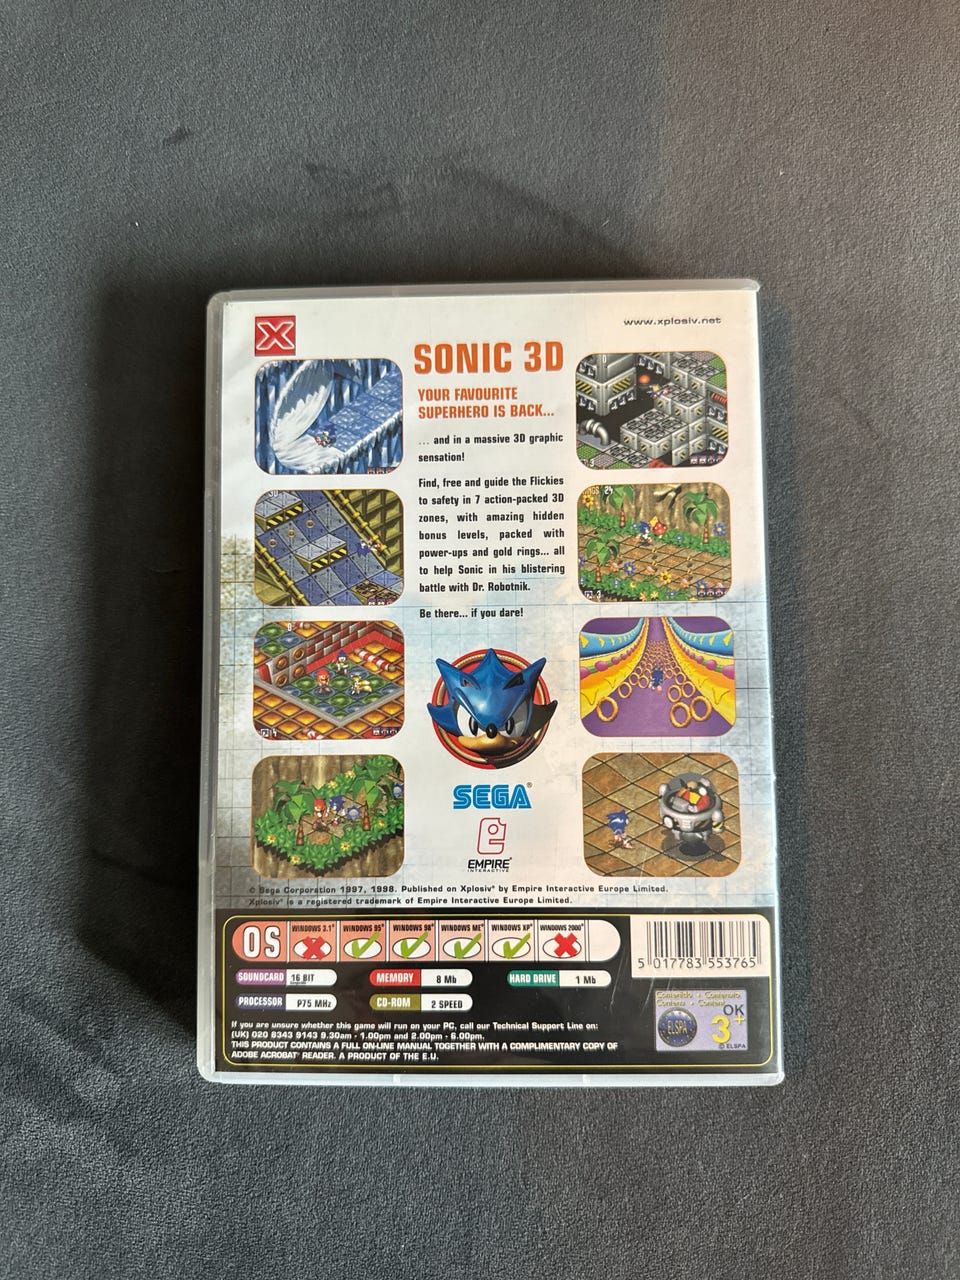 X
www.xplosiv.net
SONIC 3D
YOUR FAVOURITE
SUPERHERO IS BACK...
... and in a massive 3D graphic
sensation!
Find, free and guide the Flickies
to safety in 7 action-packed 3D
zones, with amazing hidden
bonus levels, packed with
power-ups and gold rings... all
to help Sonic in his blistering
battle with Dr. Robotnik.
Be there... if you dare!
SEGA®
e
EMPIRE®
INTERACTIVE
© Sega Corporation 1997, 1998. Published on Xplosiv® by Empire Interactive Europe Limited.
Xplosiv® is a registered trademark of Empire Interactive Europe Limited.
OS WINDOWS 3.1® WINDOWS 95® WINDOWS 98® WINDOWS ME® WINDOWS XP® WINDOWS 2000®
SOUNDCARD 16 BIT MEMORY 8 Mb HARD DRIVE 1 Mb
PROCESSOR P75 MHz CD-ROM 2 SPEED
5 017783 553765
Contenido • Contenuto
OK
ELSPA
3+
© ELSPA
If you are unsure whether this game will run on your PC, call our Technical Support Line on:
(UK) 020 8343 9143 9.30am - 1.00pm and 2.00pm - 6.00pm.
THIS PRODUCT CONTAINS A FULL ON-LINE MANUAL TOGETHER WITH A COMPLIMENTARY COPY OF
ADOBE ACROBAT® READER. A PRODUCT OF THE E.U.